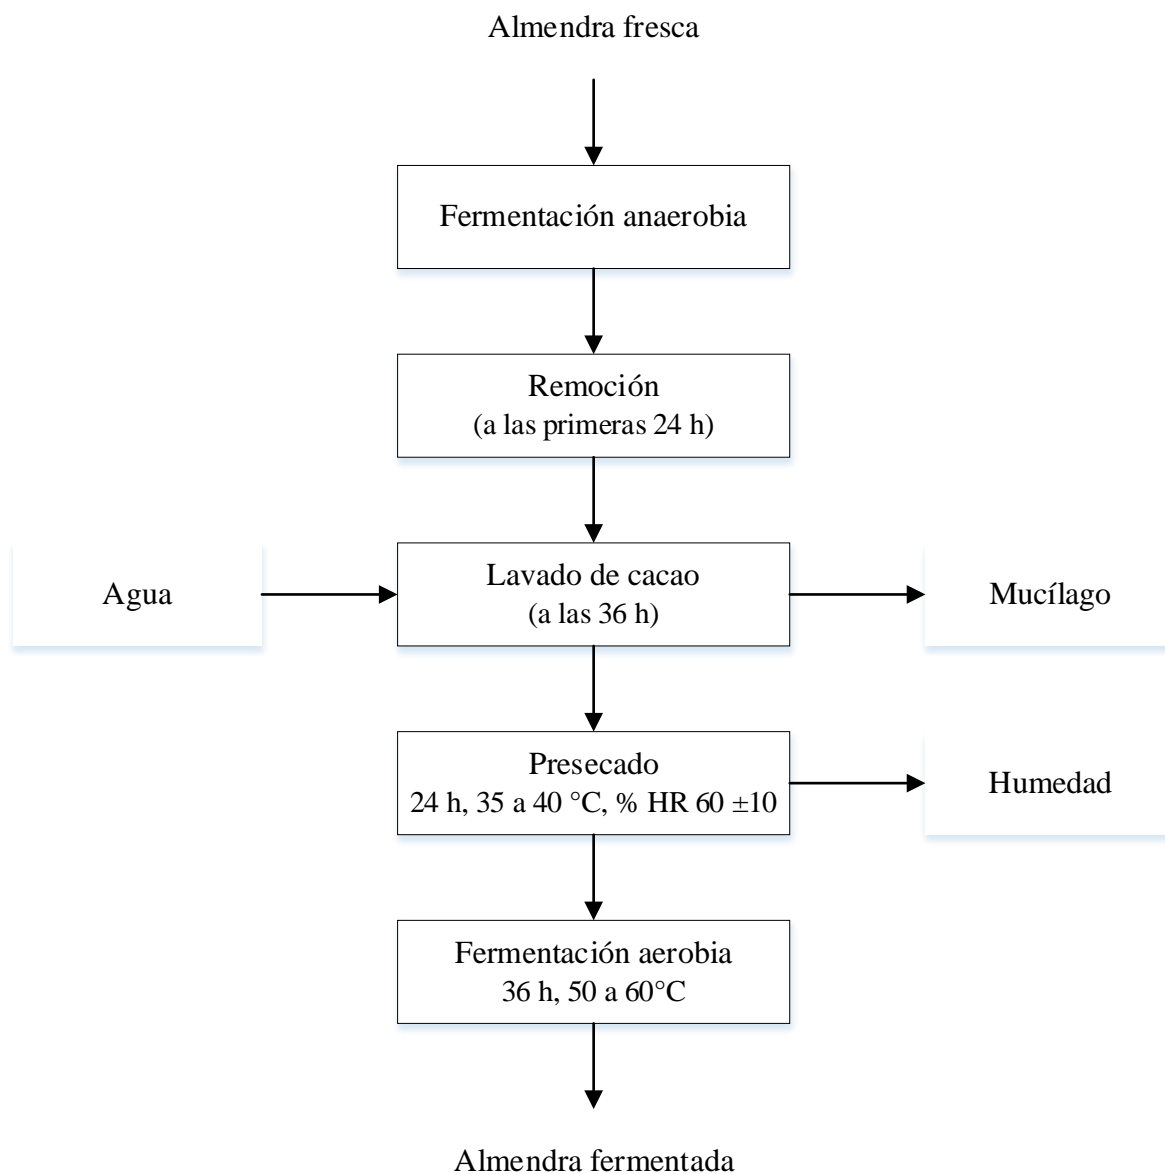 Almendra fresca
Fermentación anaerobia
Remoción
(a las primeras 24 h)
Agua
Lavado de cacao
(a las 36 h)
Mucílago
Presecado
24 h, 35 a 40 °C, % HR 60 ±10
Humedad
Fermentación aerobia
36 h, 50 a 60°C
Almendra fermentada